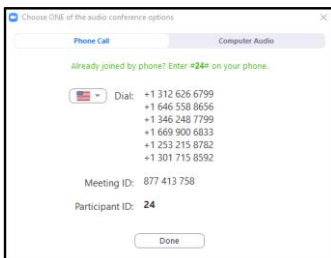 Choose ONE of the audio conference options
Phone Call Computer Audio
Already joined by phone? Enter #24# on your phone.
Dial: +1 312 626 6799
+1 646 558 8656
+1 346 248 7799
+1 669 900 6833
+1 253 215 8782
+1 301 715 8592
Meeting ID: 877 413 758
Participant ID: 24
Done